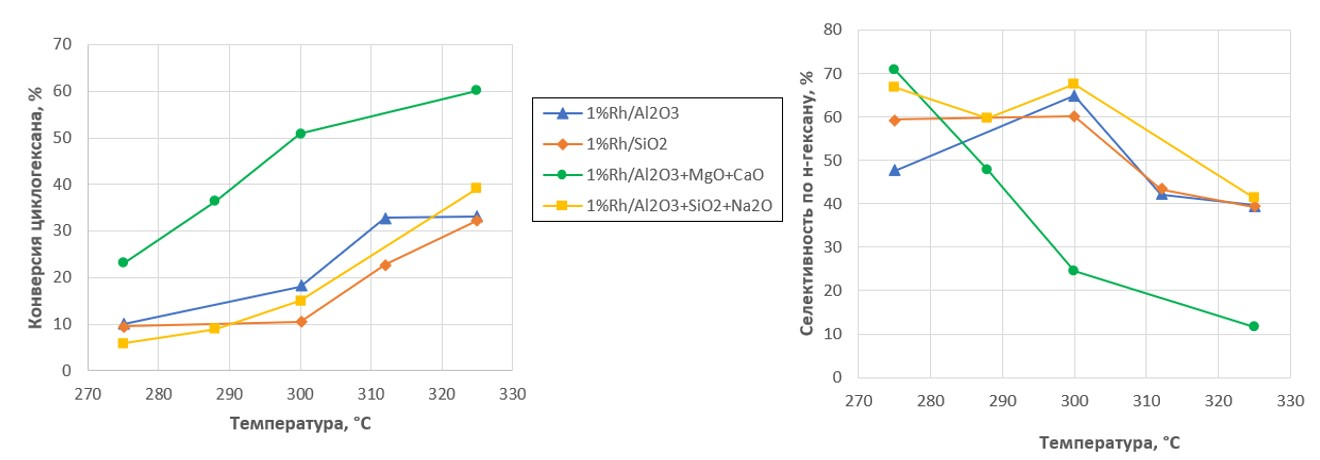 Конверсия циклогексана, %
70
60
50
40
30
20
10
0
270 280 290 300 310 320 330
Температура, °С
1%Rh/Al2O3
1%Rh/SiO2
1%Rh/Al2O3+MgO+CaO
1%Rh/Al2O3+SiO2+Na2O
Селективность по н-гексану, %
80
70
60
50
40
30
20
10
0
270 280 290 300 310 320 330
Температура, °С